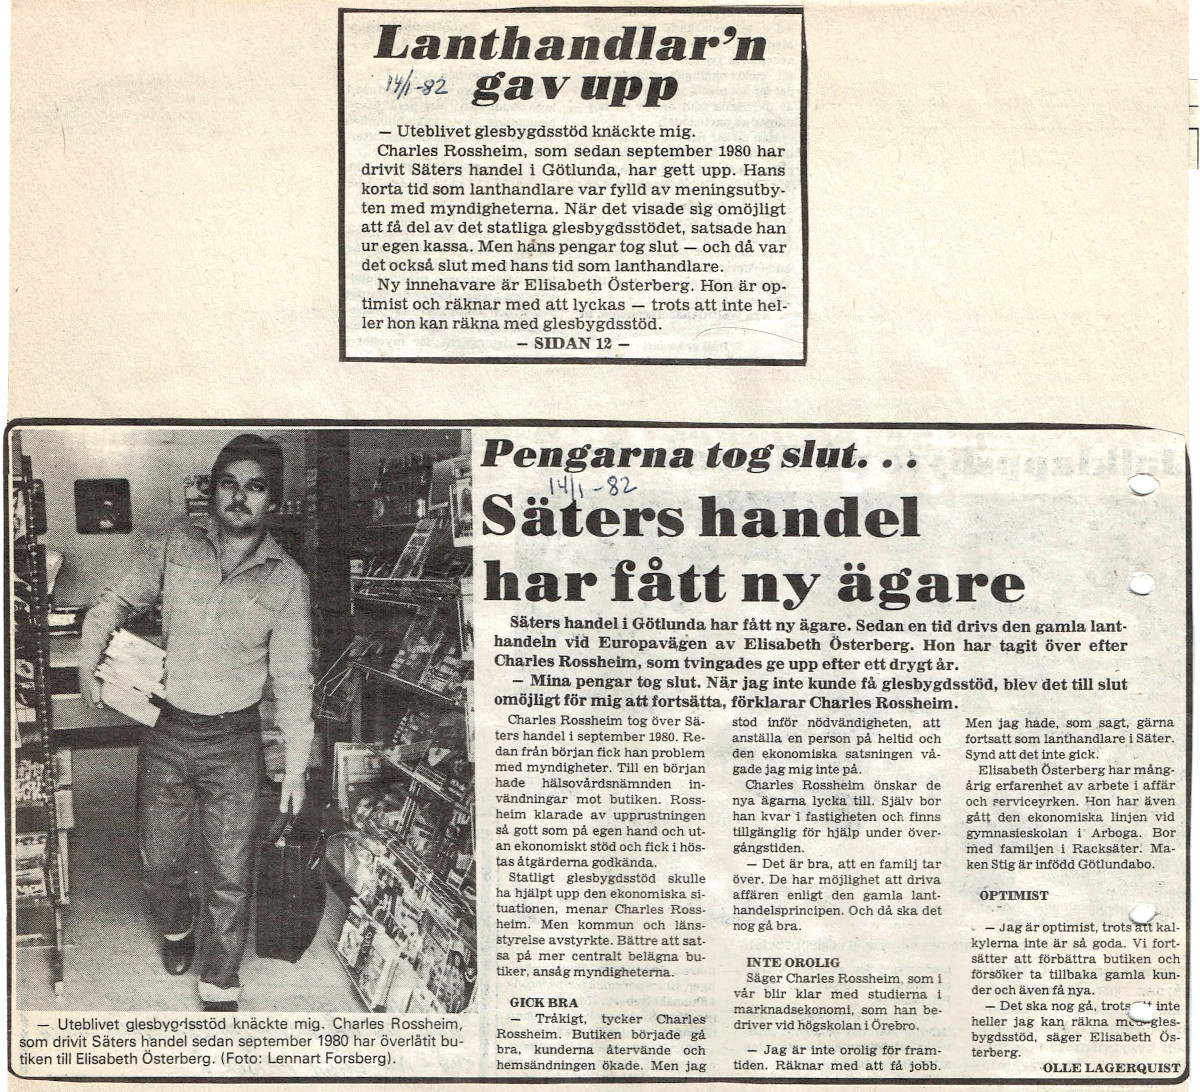 Lanthandlar'n
14/1-82 gav upp
— Uteblivet glesbygdsstöd knäckte mig.
Charles Rossheim, som sedan september 1980 har
drivit Säters handel i Götlunda, har gett upp. Hans
korta tid som lanthandlare var fylld av meningsutby-
ten med myndigheterna. När det visade sig omöjligt
att få del av det statliga glesbygdsstödet, satsade han
ur egen kassa. Men hans pengar tog slut — och då var
det också slut med hans tid som lanthandlare.
Ny innehavare är Elisabeth Österberg. Hon är op-
timist och räknar med att lyckas — trots att inte hel-
ler hon kan räkna med glesbygdsstöd.
— SIDAN 12 —
Pengarna tog slut. . .
14/1-82
Säters handel
har fått ny ägare
Säters handel i Götlunda har fått ny ägare. Sedan en tid drivs den gamla lant-
handeln vid Europavägen av Elisabeth Österberg. Hon har tagit över efter
Charles Rossheim, som tvingades ge upp efter ett drygt år.
— Mina pengar tog slut. När jag inte kunde få glesbygdsstöd, blev det till slut
omöjligt för mig att fortsätta, förklarar Charles Rossheim.
Charles Rossheim tog över Sä-
ters handel i september 1980. Re-
dan från början fick han problem
med myndigheter. Till en början
hade hälsovårdsnämnden in-
vändningar mot butiken. Ross-
heim klarade av upprustningen
så gott som på egen hand och ut-
an ekonomiskt stöd och fick i hös-
tas åtgärderna godkända.
Statligt glesbygdsstöd skulle
ha hjälpt upp den ekonomiska si-
tuationen, menar Charles Ross-
heim. Men kommun och läns-
styrelse avstyrkte. Bättre att sat-
sa på mer centralt belägna bu-
tiker, ansåg myndigheterna.
GICK BRA
— Tråkigt, tycker Charles
Rossheim. Butiken började gå
bra, kunderna återvände och
hemsändningen ökade. Men jag
stod inför nödvändigheten, att
anställa en person på heltid och
den ekonomiska satsningen vå-
gade jag mig inte på.
Charles Rossheim önskar de
nya ägarna lycka till. Själv bor
han kvar i fastigheten och finns
tillgänglig för hjälp under över-
gångstiden.
— Det är bra, att en familj tar
över. De har möjlighet att driva
affären enligt den gamla lant-
handelsprincipen. Och då ska det
nog gå bra.
INTE OROLIG
Säger Charles Rossheim, som i
vår blir klar med studierna i
marknadsekonomi, som han be-
driver vid högskolan i Örebro.
— Jag är inte orolig för fram-
tiden. Räknar med att få jobb.
Men jag hade, som sagt, gärna
fortsatt som lanthandlare i Säter.
Synd att det inte gick.
Elisabeth Österberg har mång-
årig erfarenhet av arbete i affär
och serviceyrken. Hon har även
gått den ekonomiska linjen vid
gymnasieskolan i Arboga. Bor
med familjen i Racksäter. Ma-
ken Stig är infödd Götlundabo.
OPTIMIST
— Jag är optimist, trots att kal-
kylerna inte är så goda. Vi fort-
sätter att förbättra butiken och
försöker ta tillbaka gamla kun-
der och även få nya.
— Det ska nog gå, trots att inte
heller jag kan räkna med gles-
bygdsstöd, säger Elisabeth Ös-
terberg.
OLLE LAGERQUIST
— Uteblivet glesbygdsstöd knäckte mig. Charles Rossheim,
som drivit Säters handel sedan september 1980 har överlåtit bu-
tiken till Elisabeth Österberg. (Foto: Lennart Forsberg).